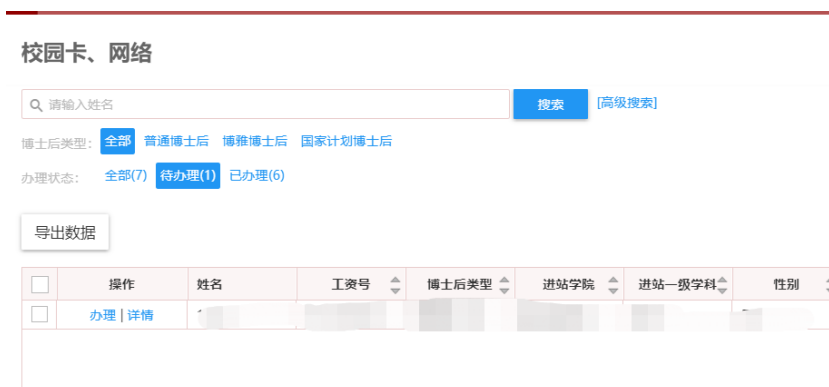 校园卡、网络
请输入姓名 搜索 [高级搜索]
博士后类型: 全部 普通博士后 博雅博士后 国家计划博士后
办理状态: 全部(7) 待办理(1) 已办理(6)
导出数据
操作 姓名 工资号 博士后类型 进站学院 进站一级学科 性别
办理 | 详情